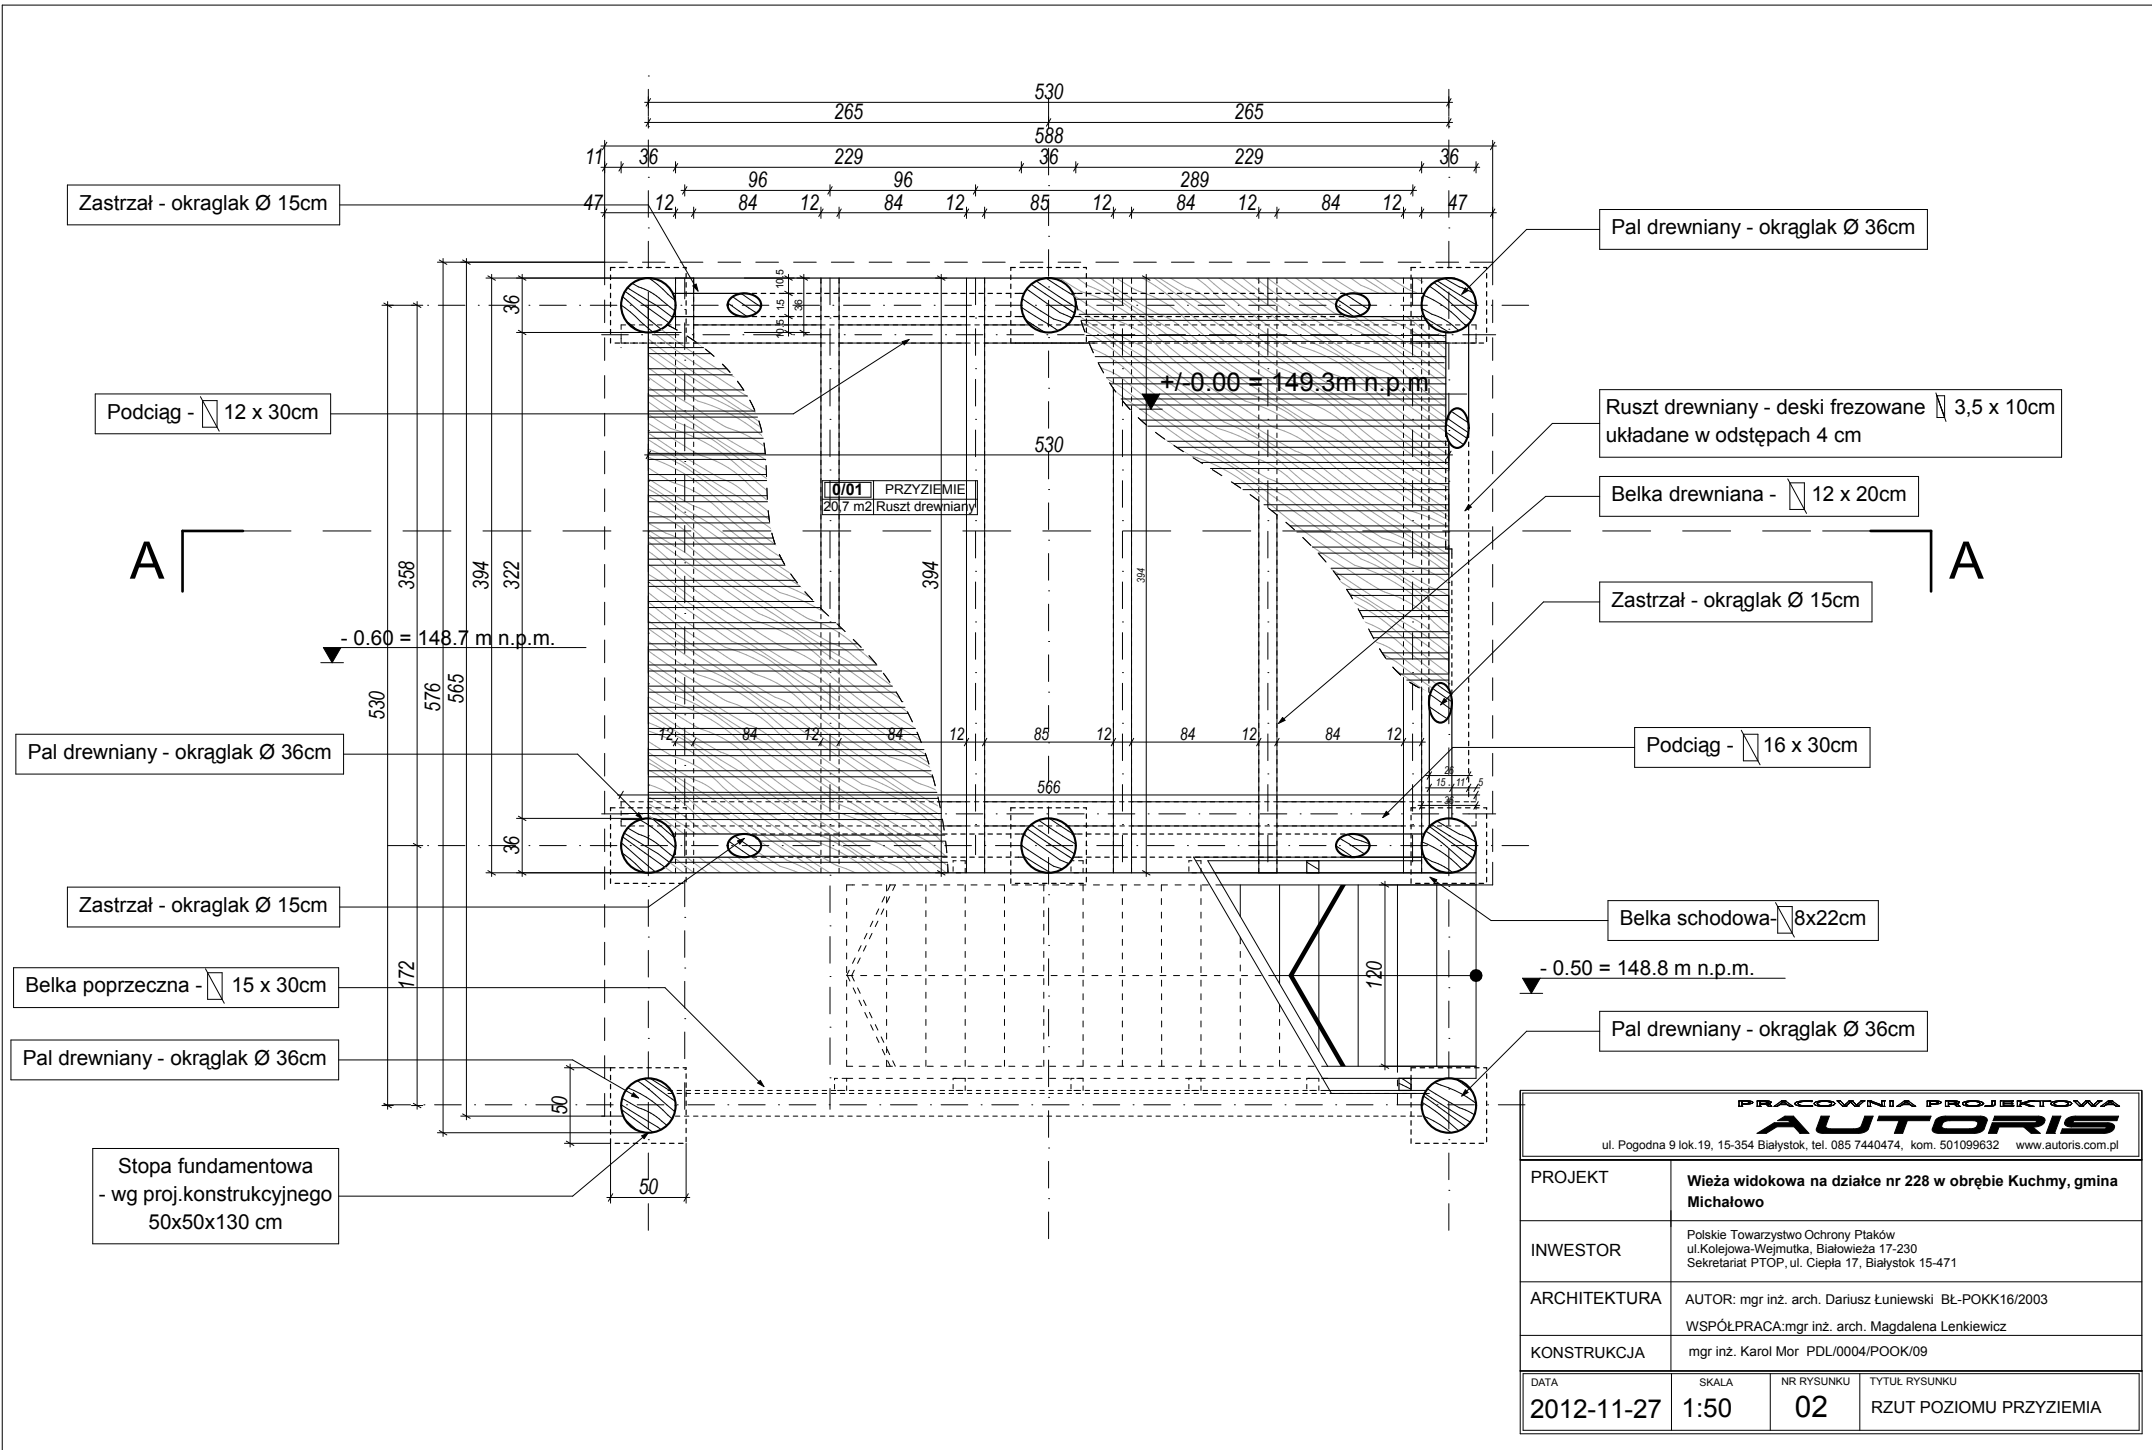 530
265 265
588
11 36 229 36 229 36
96 96 289
47 12 84 12 84 12 85 12 84 12 84 12 47
Zastrzał - okraglak Ø 15cm
Pal drewniany - okrąglak Ø 36cm
36
10,5
15
10,5
36
+/-0.00 = 149.3m n.p.m
Podciąg - 12 x 30cm
Ruszt drewniany - deski frezowane 3,5 x 10cm
układane w odstępach 4 cm
530
0/01 PRZYZIEMIE
20,7 m2 Ruszt drewniany
Belka drewniana - 12 x 20cm
A
A
358
394
322
394
394
Zastrzał - okrąglak Ø 15cm
- 0.60 = 148.7 m n.p.m.
530
576
565
Pal drewniany - okrąglak Ø 36cm
12 84 12 84 12 85 12 84 12 84 12
Podciąg - 16 x 30cm
26
15 11 5
36
566
36
Zastrzał - okraglak Ø 15cm
Belka schodowa- 8x22cm
172
120
- 0.50 = 148.8 m n.p.m.
Belka poprzeczna - 15 x 30cm
Pal drewniany - okrąglak Ø 36cm
Pal drewniany - okrąglak Ø 36cm
50
50
Stopa fundamentowa
- wg proj.konstrukcyjnego
50x50x130 cm
PRACOWNIA PROJEKTOWA
AUTORIS
ul. Pogodna 9 lok.19, 15-354 Białystok, tel. 085 7440474, kom. 501099632 www.autoris.com.pl
PROJEKT
Wieża widokowa na działce nr 228 w obrębie Kuchmy, gmina
Michałowo
INWESTOR
Polskie Towarzystwo Ochrony Ptaków
ul.Kolejowa-Wejmutka, Białowieża 17-230
Sekretariat PTOP, ul. Ciepła 17, Białystok 15-471
ARCHITEKTURA
AUTOR: mgr inż. arch. Dariusz Łuniewski BŁ-POKK16/2003
WSPÓŁPRACA:mgr inż. arch. Magdalena Lenkiewicz
KONSTRUKCJA
mgr inż. Karol Mor PDL/0004/POOK/09
DATA SKALA NR RYSUNKU TYTUŁ RYSUNKU
2012-11-27 1:50 02 RZUT POZIOMU PRZYZIEMIA